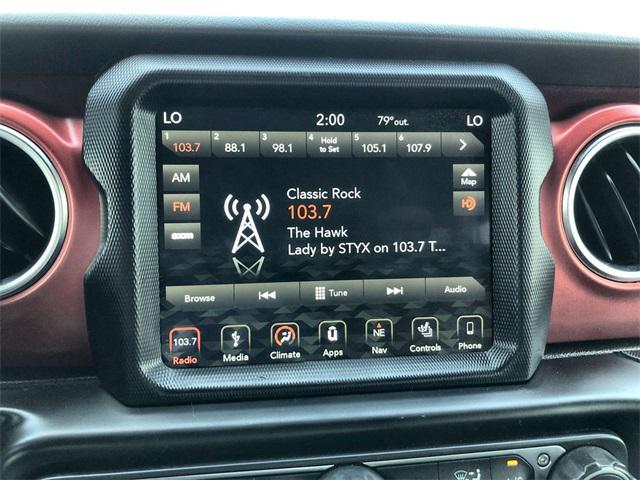 LO 2:00 79°out. LO
1 103.7 2 88.1 3 98.1 4 Hold to Set 5 105.1 6 107.9
AM
Map
FM
HD
Classic Rock
103.7
The Hawk
Lady by STYX on 103.7 T...
Browse Tune Audio
103.7 NE
Radio Media Climate Apps Nav Controls Phone